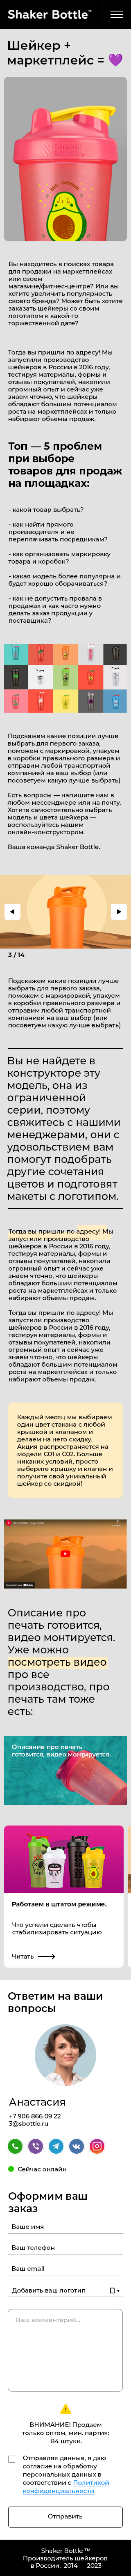 Shaker Bottle™
Шейкер +
маркетплейс = 💜
Вы находитесь в поисках товара
для продажи на маркетплейсах
или своем
магазине/фитнес-центре? Или вы
хотите увеличить популярность
своего бренда? Может быть хотите
заказать шейкеры со своим
логотипом к какой-то
торжественной дате?
Тогда вы пришли по адресу! Мы
запустили производство
шейкеров в России в 2016 году,
тестируя материалы, формы и
отзывы покупателей, накопили
огромный опыт и сейчас уже
знаем точно, что шейкеры
обладают большим потенциалом
роста на маркетплейсах и только
набирают объемы продаж.
Топ — 5 проблем
при выборе
товаров для продаж
на площадках:
- какой товар выбрать?
- как найти прямого
производителя и не
переплачивать посредникам?
- как организовать маркировку
товара и коробок?
- какая модель более популярна и
будет хорошо оборачиваться?
- как не допустить провала в
продажах и как часто нужно
делать заказ продукции у
поставщика?
Подскажем какие позиции лучше
выбрать для первого заказа,
поможем с маркировкой, упакуем
в коробки правильного размера и
отправим любой транспортной
компанией на ваш выбор (или
посоветуем какую лучше выбрать)
Есть вопросы — напишите нам в
любом мессенджере или на почту.
Хотите самостоятельно выбрать
модель и цвета шейкера —
воспользуйтесь нашим
онлайн-конструктором.
Ваша команда Shaker Bottle.
3 / 14
Подскажем какие позиции лучше
выбрать для первого заказа,
поможем с маркировкой, упакуем
в коробки правильного размера и
отправим любой транспортной
компанией на ваш выбор (или
посоветуем какую лучше выбрать)
Вы не найдете в
конструкторе эту
модель, она из
ограниченной
серии, поэтому
свяжитесь с нашими
менеджерами, они с
удовольствием вам
помогут подобрать
другие сочетания
цветов и подготовят
макеты с логотипом.
Тогда вы пришли по адресу! Мы
запустили производство
шейкеров в России в 2016 году,
тестируя материалы, формы и
отзывы покупателей, накопили
огромный опыт и сейчас уже
знаем точно, что шейкеры
обладают большим потенциалом
роста на маркетплейсах и только
набирают объемы продаж.
Тогда вы пришли по адресу! Мы
запустили производство
шейкеров в России в 2016 году,
тестируя материалы, формы и
отзывы покупателей, накопили
огромный опыт и сейчас уже
знаем точно, что шейкеры
обладают большим потенциалом
роста на маркетплейсах и только
набирают объемы продаж.
Каждый месяц мы выбираем
один цвет стакана с любой
крышкой и клапаном и
делаем на него скидку.
Акция распространяется на
модели С01 и С02. Больше
никаких условий, просто
выберите крышку и клапан и
получите свой уникальный
шейкер со скидкой!
Описание про
печать готовится,
видео монтируется.
Уже можно
посмотреть видео
про все
производство, про
печать там тоже
есть:
Описание про печать
готовится, видео монтируется.
Работаем в штатом режиме.
Что успели сделать чтобы
стабилизировать ситуацию
Читать
Ответим на ваши
вопросы
Анастасия
+7 906 866 09 22
3@sbottle.ru
Сейчас онлайн
Оформим ваш
заказ
Ваше имя
Ваш телефон
Ваш email
Добавить ваш логотип
Ваш комментарий...
ВНИМАНИЕ! Продаем
только оптом, мин. партия:
84 штуки.
Отправляя данные, я даю
согласие на обработку
персональных данных в
соответствии с Политикой
конфиденциальности
Отправить
Shaker Bottle ™
Производитель шейкеров
в России. 2014 — 2023